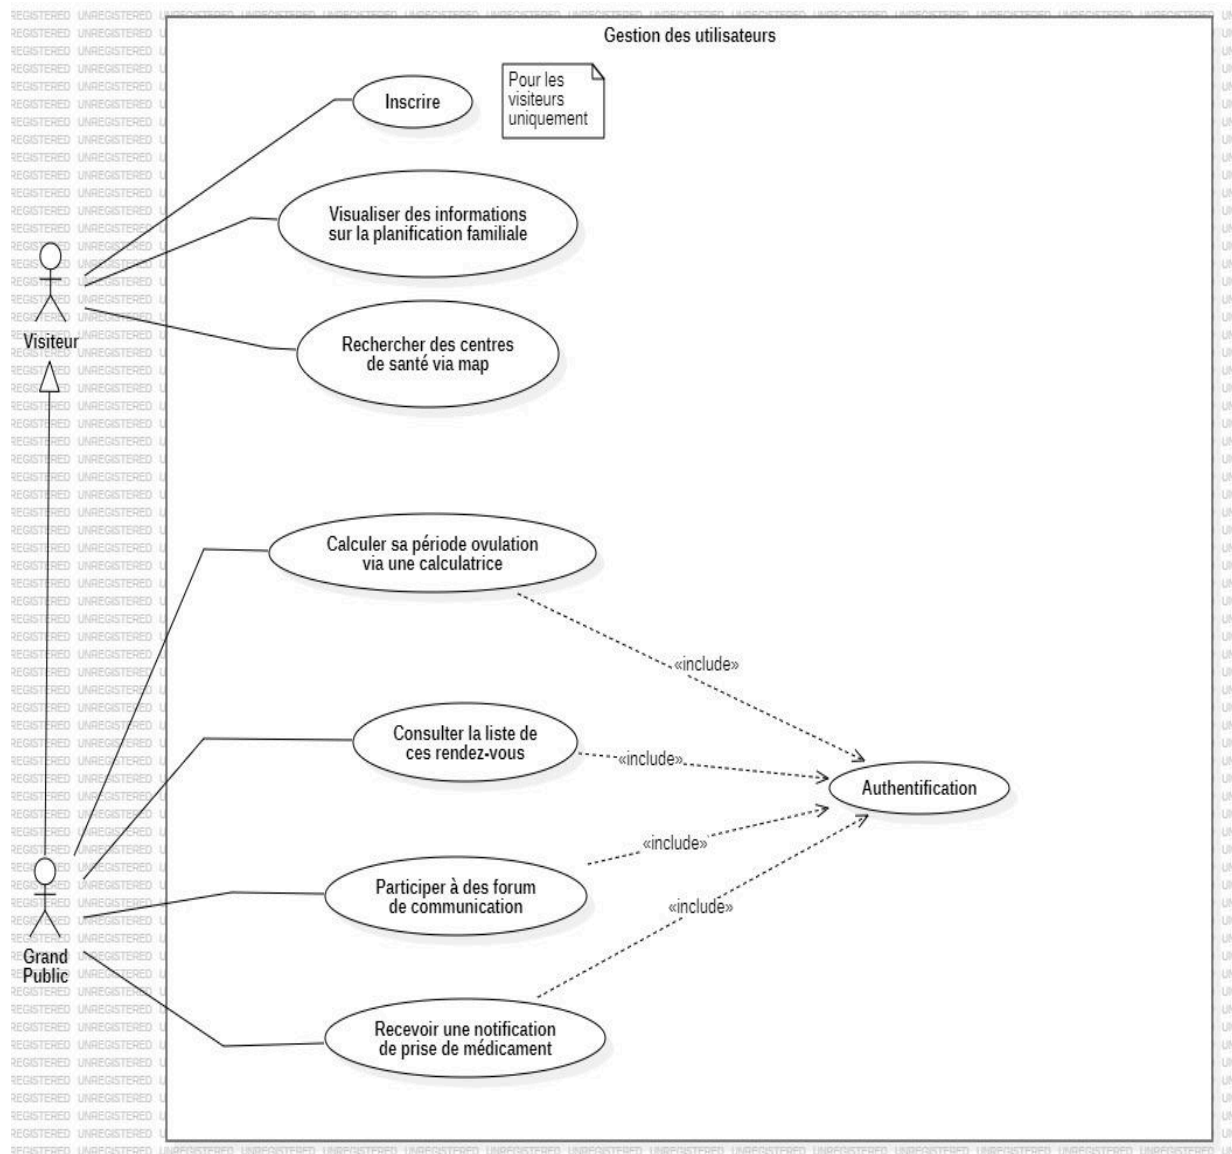 Gestion des utilisateurs
Inscrire
Pour les
visiteurs
uniquement
Visualiser des informations
sur la planification familiale
Visiteur
Rechercher des centres
de santé via map
Calculer sa période ovulation
via une calculatrice
«include»
Consulter la liste de
ces rendez-vous
«include»
Authentification
«include»
Participer à des forum
de communication
«include»
Grand
Public
Recevoir une notification
de prise de médicament
UNREGISTERED